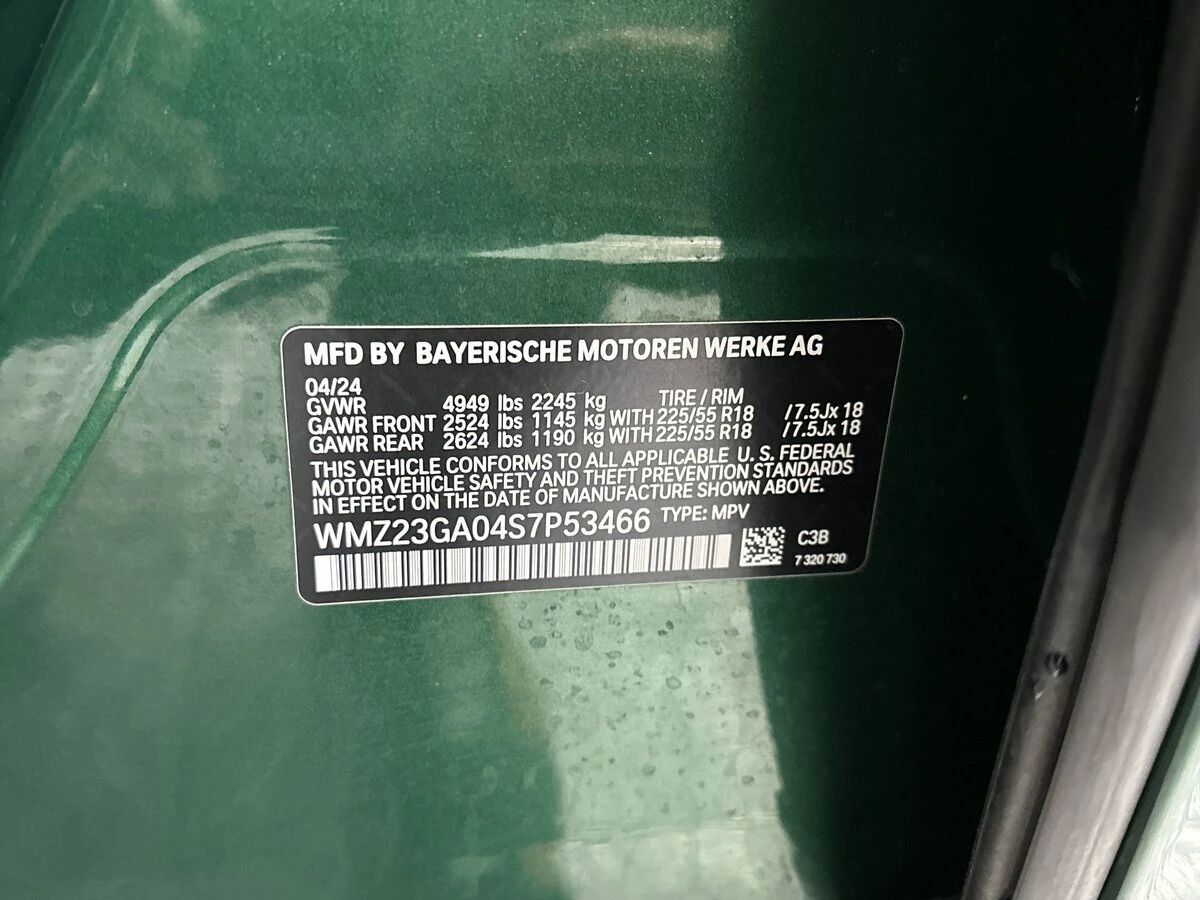 MFD BY BAYERISCHE MOTOREN WERKE AG
04/24
GVWR 4949 lbs 2245 kg TIRE / RIM
GAWR FRONT 2524 lbs 1145 kg WITH 225/55 R18 /7.5Jx 18
GAWR REAR 2624 lbs 1190 kg WITH 225/55 R18 /7.5Jx 18
THIS VEHICLE CONFORMS TO ALL APPLICABLE U. S. FEDERAL
MOTOR VEHICLE SAFETY AND THEFT PREVENTION STANDARDS
IN EFFECT ON THE DATE OF MANUFACTURE SHOWN ABOVE.
WMZ23GA04S7P53466 TYPE: MPV
C3B
7 320 730